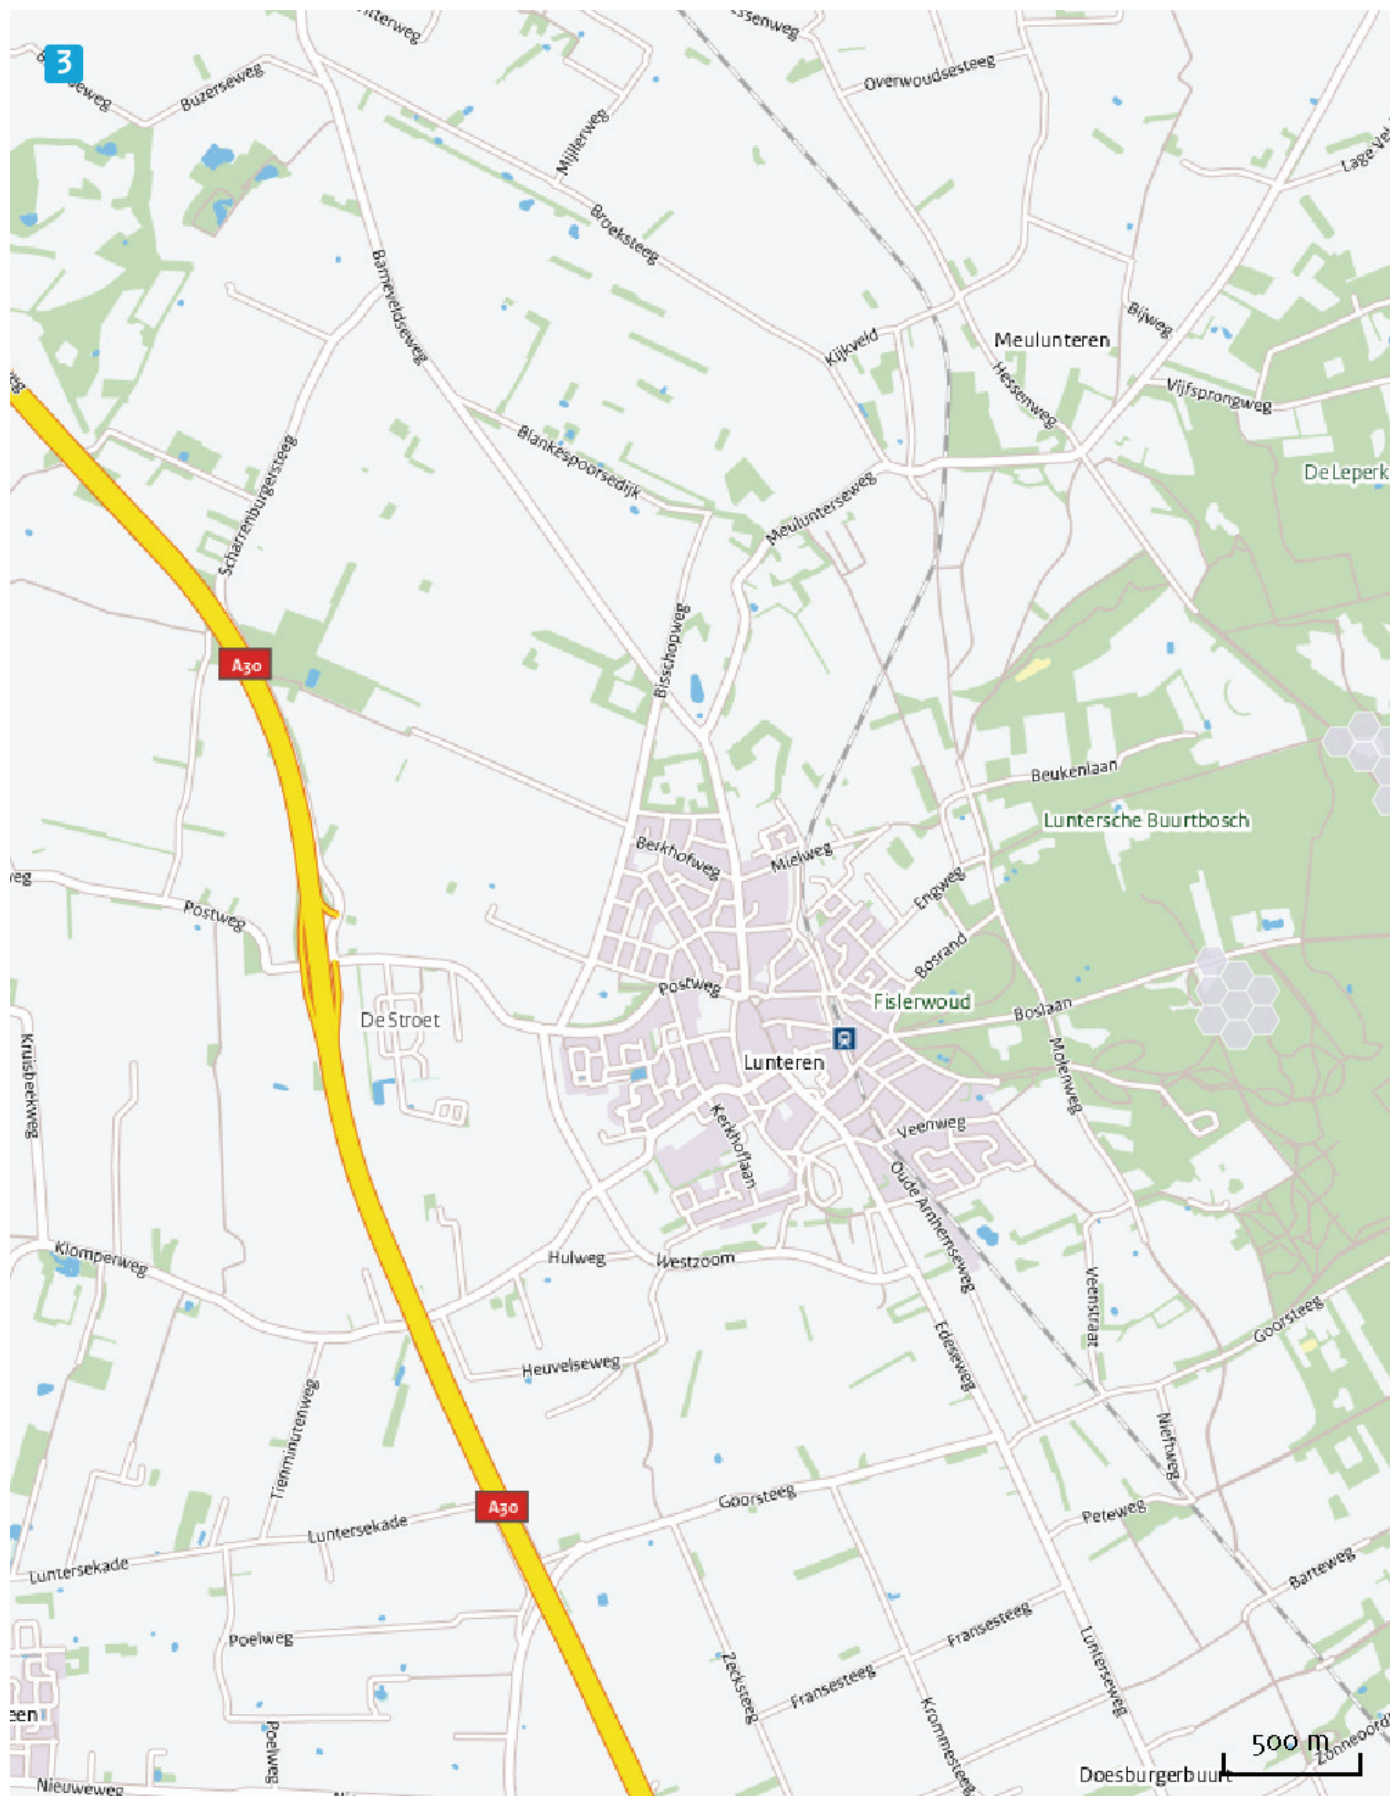 3
Buzerseweg
Overwoudsesteeg
Mijlerweg
Broeksteeg
Barneveldseweg
Kijkveld
Meulunteren
Bijweg
Hessenweg
Vijfsprongweg
Blankespoorsedijk
De Leperk
Scharrenburgersteeg
Meulunterseweg
Bisschopweg
A30
Beukenlaan
Luntersche Buurtbosch
Berkhofweg
Mielweg
Engweg
Postweg
Bosrand
Postweg
Fislerwoud
Boslaan
De Stroet
Lunteren
Kruisbeekweg
Molenweg
Kerkhoflaan
Veenweg
Oude Arnhemseweg
Klomperweg
Hulweg
Westzoom
Veenstraat
Goorsteeg
Edeseweg
Heuvelseweg
Tienminutenweg
Nieftweg
Goorsteeg
A30
Peteweg
Luntersekade
Luntersekade
Barteweg
Fransesteeg
Poelweg
Lunterseweg
Zecksteeg
Fransesteeg
Krommesteeg
een
Poelweg
500 m
Doesburgerbuurt
Nieuweweg